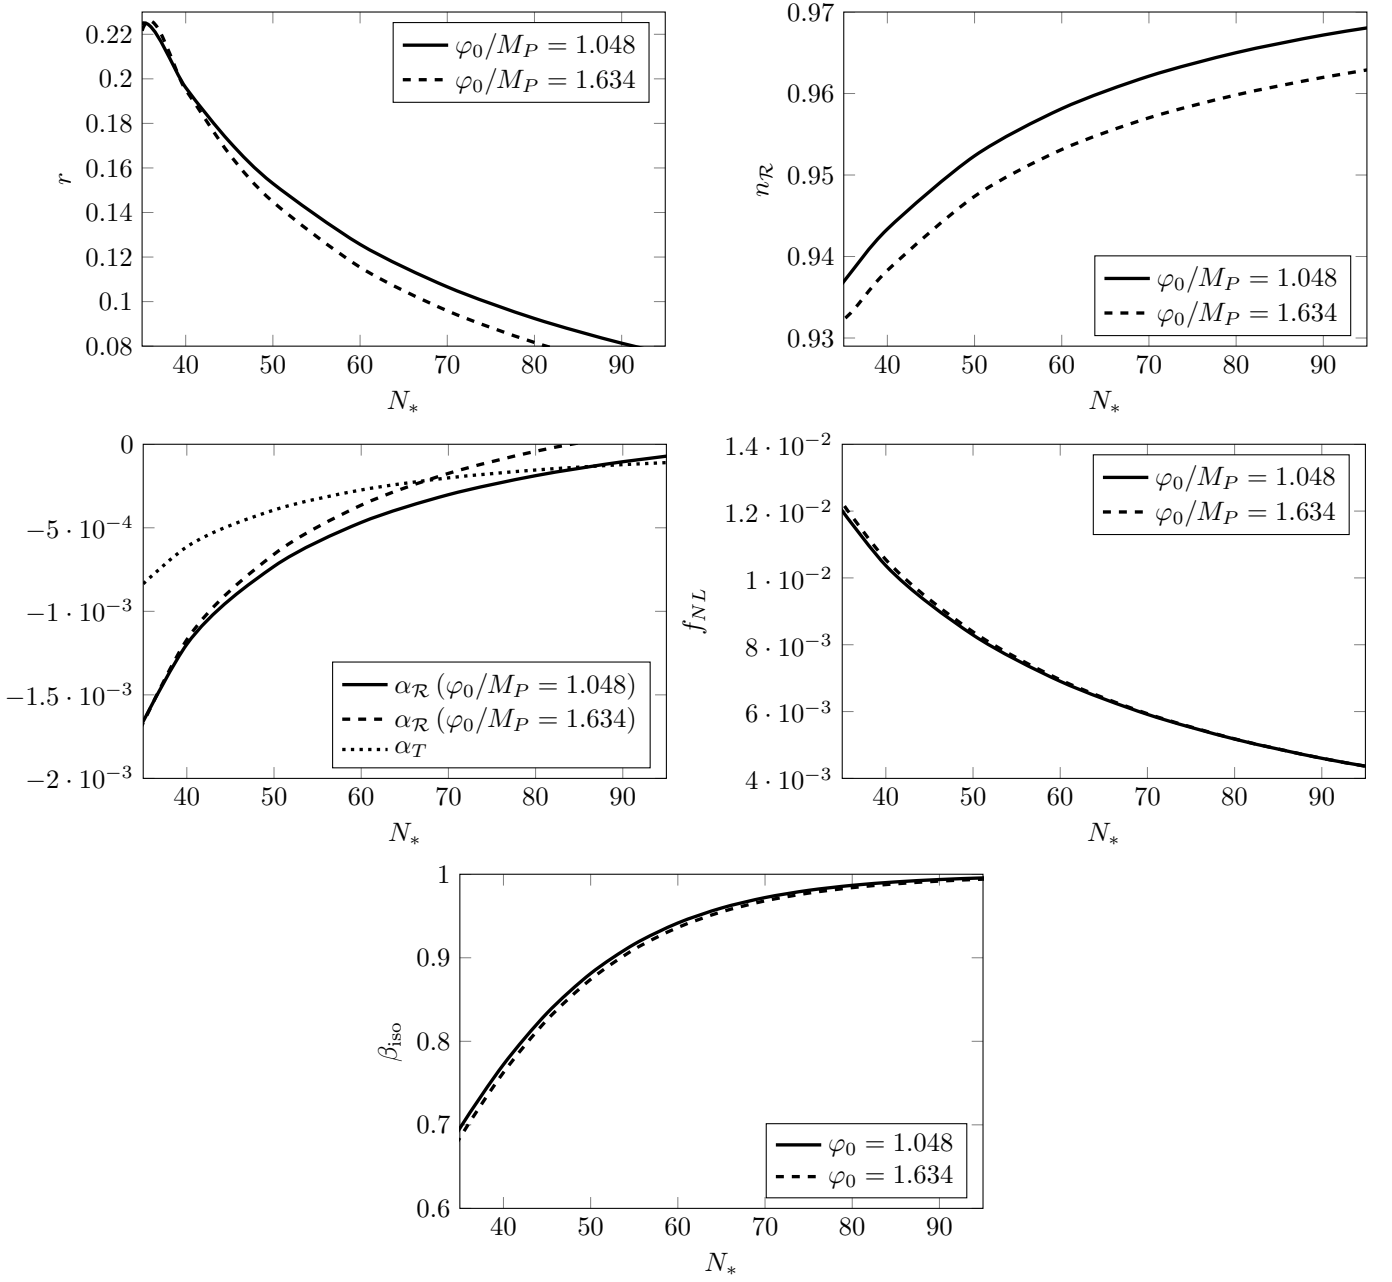 0.22
0.2
0.18
0.16
0.14
0.12
0.1
0.08
r
40 50 60 70 80 90
N_*
φ_0/M_P = 1.048
φ_0/M_P = 1.634
0.97
0.96
0.95
0.94
0.93
n_ℛ
40 50 60 70 80 90
N_*
φ_0/M_P = 1.048
φ_0/M_P = 1.634
0
−5 · 10^{−4}
−1 · 10^{−3}
−1.5 · 10^{−3}
−2 · 10^{−3}
40 50 60 70 80 90
N_*
α_ℛ (φ_0/M_P = 1.048)
α_ℛ (φ_0/M_P = 1.634)
α_T
1.4 · 10^{−2}
1.2 · 10^{−2}
1 · 10^{−2}
8 · 10^{−3}
6 · 10^{−3}
4 · 10^{−3}
f_{NL}
40 50 60 70 80 90
N_*
φ_0/M_P = 1.048
φ_0/M_P = 1.634
1
0.9
0.8
0.7
0.6
β_{iso}
40 50 60 70 80 90
N_*
φ_0 = 1.048
φ_0 = 1.634